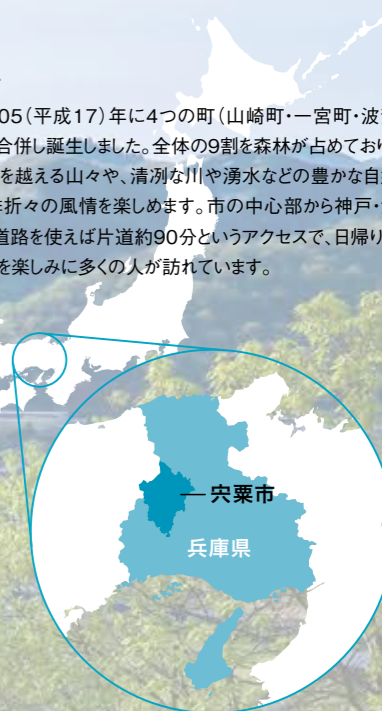 05(平成17)年に4つの町(山崎町・一宮町・波
合併し誕生しました。全体の9割を森林が占めており
を越える山々や、清冽な川や湧水などの豊かな自
折々の風情を楽しめます。市の中心部から神戸・
道路を使えば片道約90分というアクセスで、日帰り
を楽しみに多くの人が訪れています。
宍粟市
兵庫県